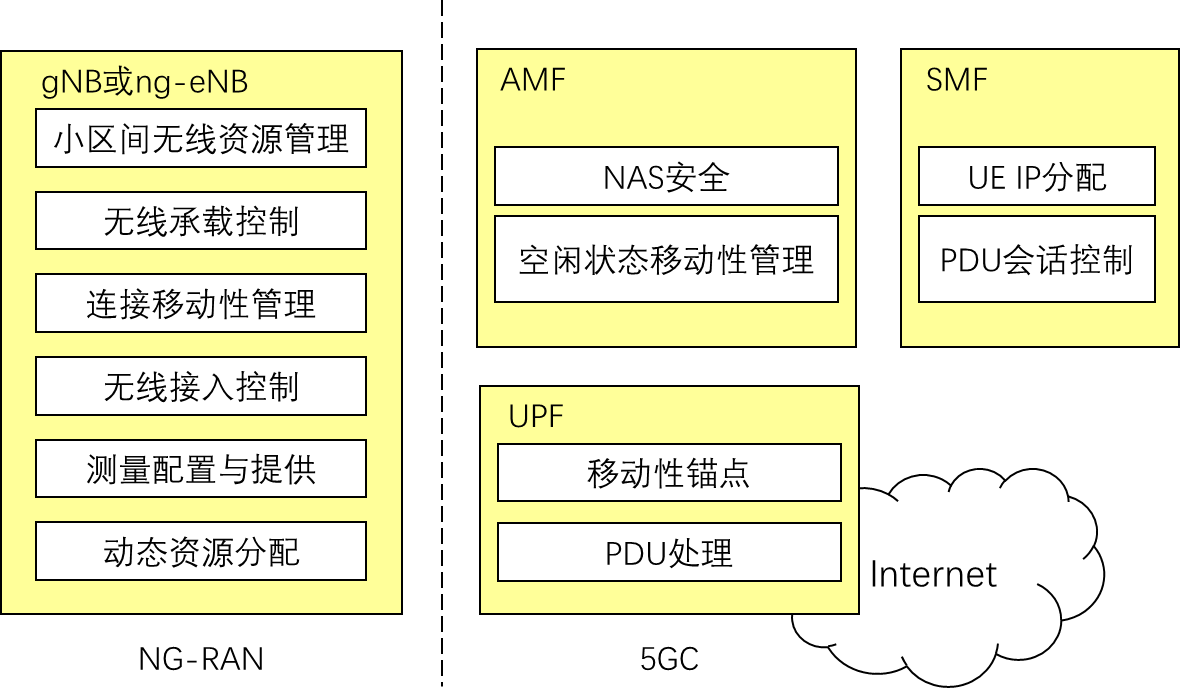 gNB或ng-eNB
小区间无线资源管理
无线承载控制
连接移动性管理
无线接入控制
测量配置与提供
动态资源分配
NG-RAN
AMF
NAS安全
空闲状态移动性管理
SMF
UE IP分配
PDU会话控制
UPF
移动性锚点
PDU处理
Internet
5GC